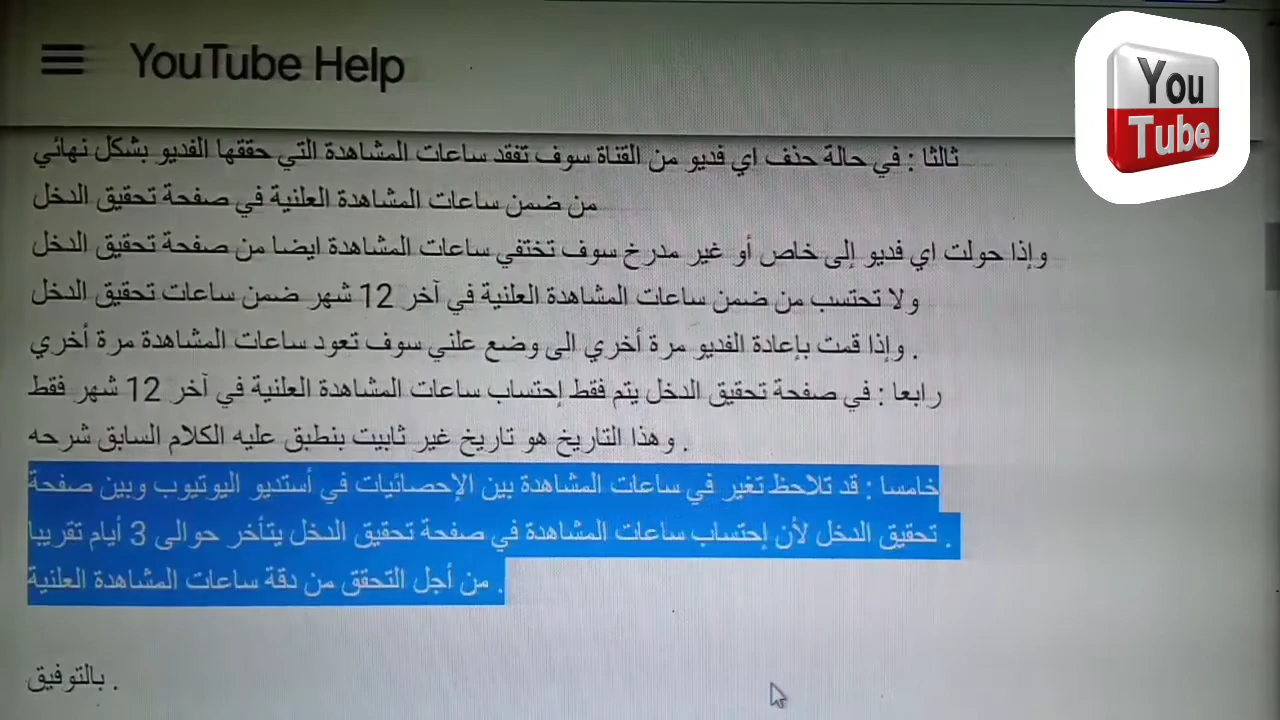 YouTube Help
You
Tube
ثالثا : في حالة حذف اي فديو من القناة سوف تفقد ساعات المشاهدة التي حققها الفديو بشكل نهائي
من ضمن ساعات المشاهدة العلنية في صفحة تحقيق الدخل
وإذا حولت اي فديو إلى خاص أو غير مدرخ سوف تختفي ساعات المشاهدة ايضا من صفحة تحقيق الدخل
ولا تحتسب من ضمن ساعات المشاهدة العلنية في آخر 12 شهر ضمن ساعات تحقيق الدخل
وإذا قمت بإعادة الفديو مرة أخري الى وضع علني سوف تعود ساعات المشاهدة مرة أخري .
رابعا : في صفحة تحقيق الدخل يتم فقط إحتساب ساعات المشاهدة العلنية في آخر 12 شهر فقط
وهذا التاريخ هو تاريخ غير ثابيت بنطبق عليه الكلام السابق شرحه .
خامسا : قد تلاحظ تغير في ساعات المشاهدة بين الإحصائيات في أستديو اليوتيوب وبين صفحة
تحقيق الدخل لأن إحتساب ساعات المشاهدة في صفحة تحقيق الدخل يتأخر حوالى 3 أيام تقريبا .
من أجل التحقق من دقة ساعات المشاهدة العلنية .
بالتوفيق .